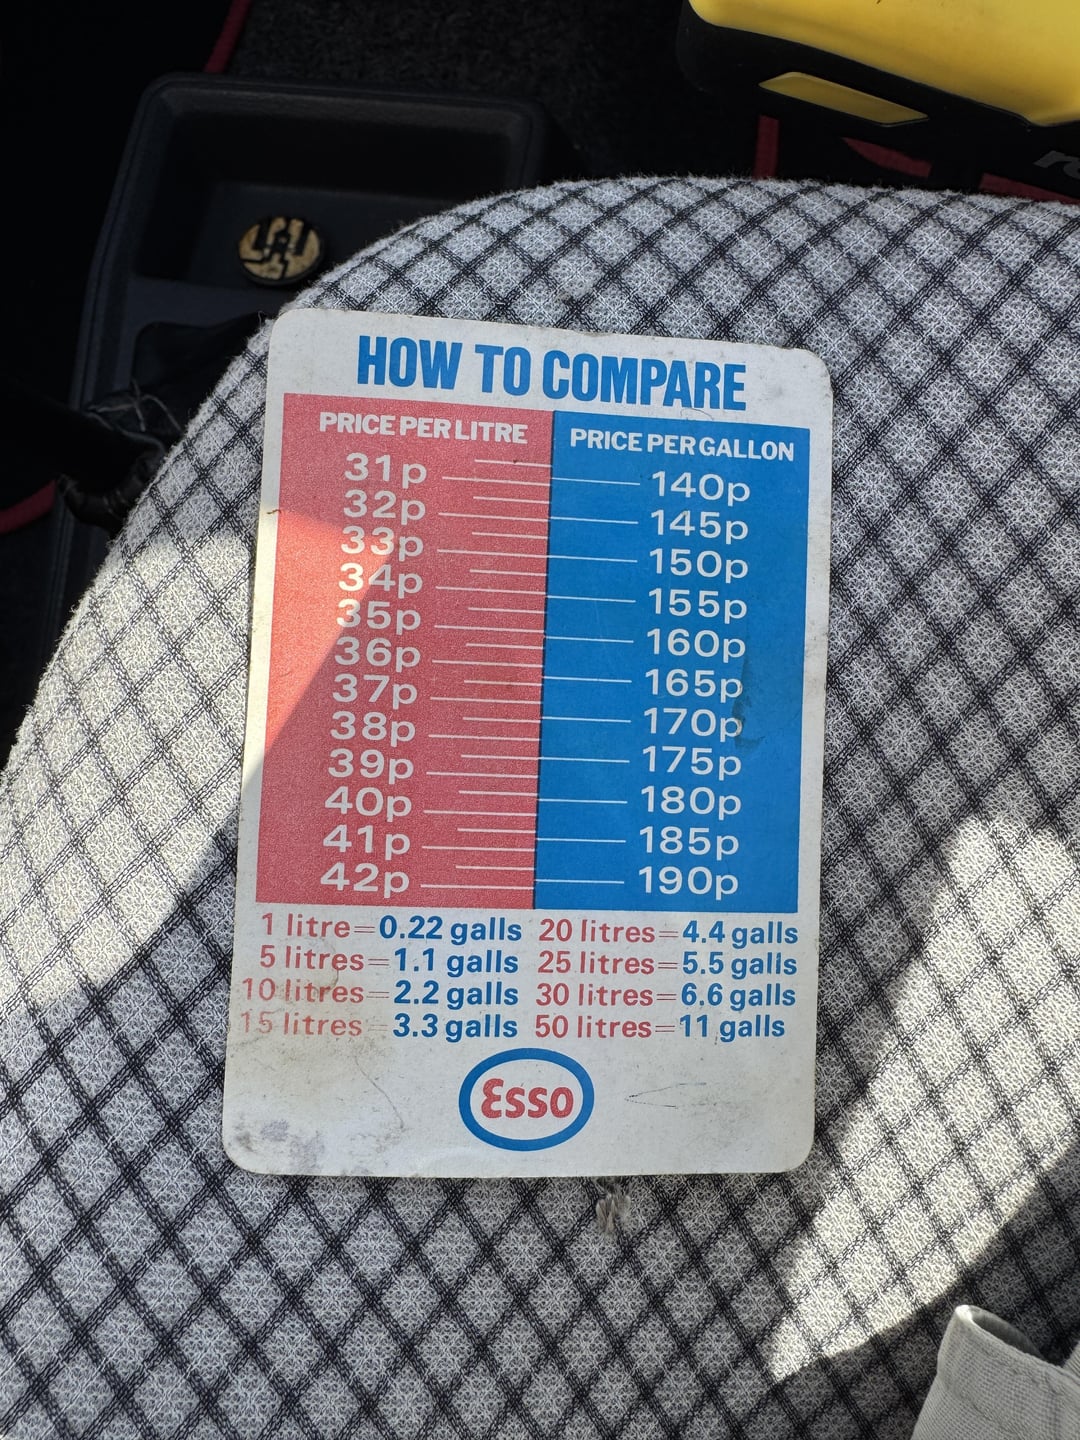 HOW TO COMPARE
PRICE PER LITRE PRICE PER GALLON
31p 140p
32p 145p
33p 150p
34p 155p
35p 160p
36p 165p
37p 170p
38p 175p
39p 180p
40p 185p
41p 190p
42p
1 litre=0.22 galls 20 litres=4.4 galls
5 litres=1.1 galls 25 litres=5.5 galls
10 litres=2.2 galls 30 litres=6.6 galls
15 litres=3.3 galls 50 litres=11 galls
Esso